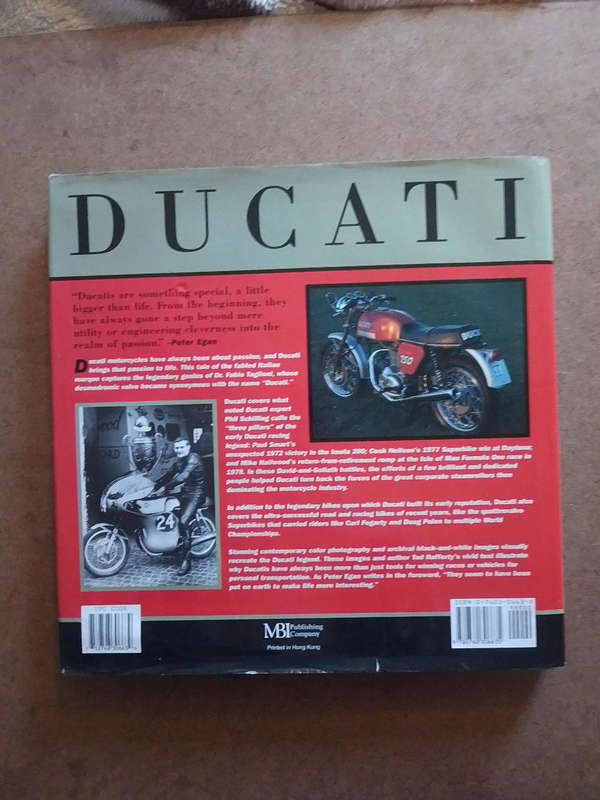 DUCATI
"Ducatis are something special, a little
bigger than life. From the beginning, they
have always gone a step beyond mere
utility or engineering cleverness into the
realm of passion." –Peter Egan
Ducati motorcycles have always been about passion, and Ducati
brings that passion to life. This tale of the fabled Italian
marque captures the legendary genius of Dr. Fabio Taglioni, whose
desmodromic valve became synonymous with the name "Ducati."
Ducati covers what
noted Ducati expert
Phil Schilling calls the
"three pillars" of the
early Ducati racing
legend: Paul Smart's
unexpected 1972 victory in the Imola 200; Cook Neilson's 1977 Superbike win at Daytona;
and Mike Hailwood's return-from-retirement romp at the Isle of Man Formula One race in
1978. In these David-and-Goliath battles, the efforts of a few brilliant and dedicated
people helped Ducati turn back the forces of the great corporate steamrollers then
dominating the motorcycle industry.
In addition to the legendary bikes upon which Ducati built its early reputation, Ducati also
covers the ultra-successful road and racing bikes of recent years, like the quattrovalvo
Superbikes that carried riders like Carl Fogarty and Doug Polen to multiple World
Championships.
Stunning contemporary color photography and archival black-and-white images visually
recreate the Ducati legend. These images and author Tod Rafferty's vivid text illustrate
why Ducatis have always been more than just tools for winning races or vehicles for
personal transportation. As Peter Egan writes in the foreword, "They seem to have been
put on earth to make life more interesting."
750
24
UPC CODE
MBI Publishing
Company
Printed in Hong Kong